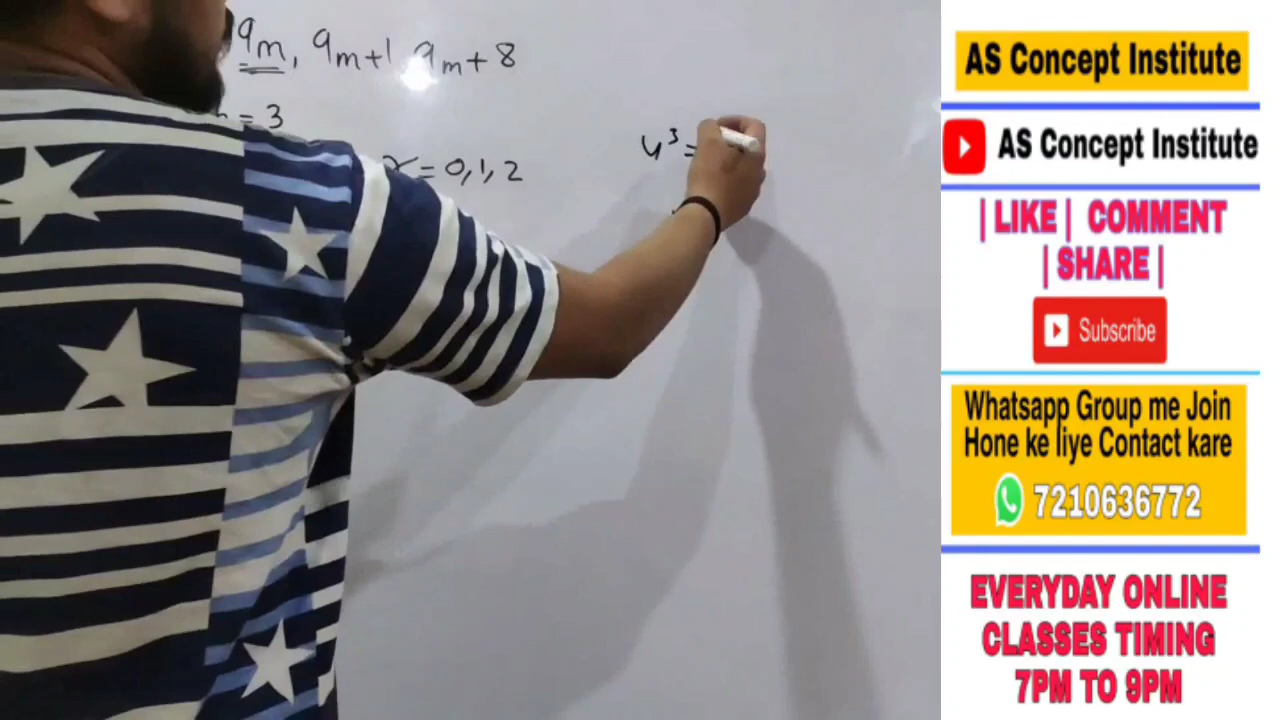 9m, 9m+1, 9m+8
= 3
r = 0, 1, 2
4³ =
AS Concept Institute
AS Concept Institute
| LIKE | COMMENT
| SHARE |
Subscribe
Whatsapp Group me Join
Hone ke liye Contact kare
7210636772
EVERYDAY ONLINE
CLASSES TIMING
7PM TO 9PM